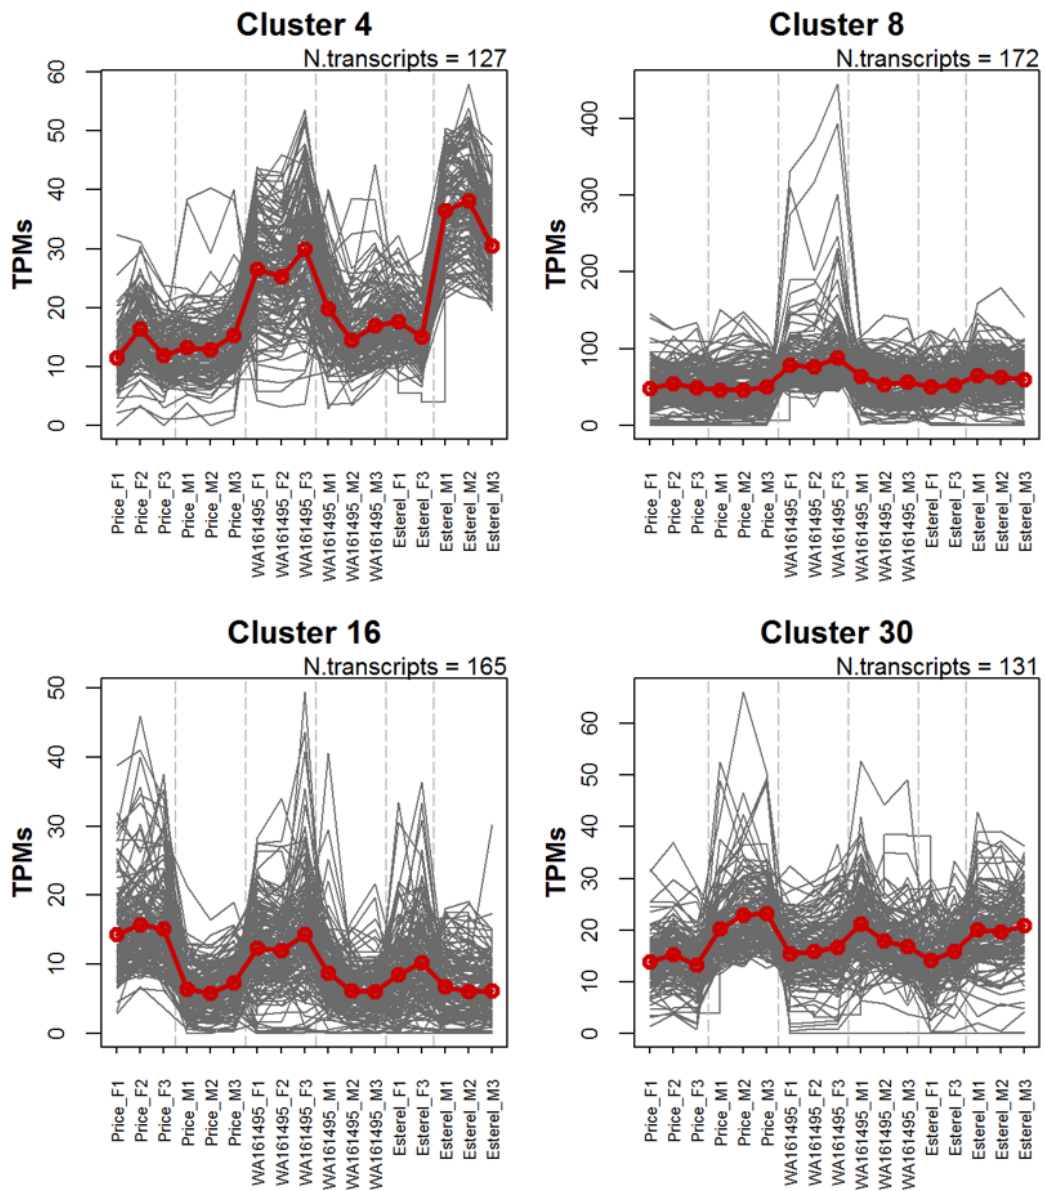 Cluster 4
N.transcripts = 127
TPMs
60
50
40
30
20
10
0
Price_F1
Price_F2
Price_F3
Price_M1
Price_M2
Price_M3
WA161495_F1
WA161495_F2
WA161495_F3
WA161495_M1
WA161495_M2
WA161495_M3
Esterel_F1
Esterel_F3
Esterel_M1
Esterel_M2
Esterel_M3
Cluster 8
N.transcripts = 172
TPMs
400
300
200
100
0
Price_F1
Price_F2
Price_F3
Price_M1
Price_M2
Price_M3
WA161495_F1
WA161495_F2
WA161495_F3
WA161495_M1
WA161495_M2
WA161495_M3
Esterel_F1
Esterel_F3
Esterel_M1
Esterel_M2
Esterel_M3
Cluster 16
N.transcripts = 165
TPMs
50
40
30
20
10
0
Price_F1
Price_F2
Price_F3
Price_M1
Price_M2
Price_M3
WA161495_F1
WA161495_F2
WA161495_F3
WA161495_M1
WA161495_M2
WA161495_M3
Esterel_F1
Esterel_F3
Esterel_M1
Esterel_M2
Esterel_M3
Cluster 30
N.transcripts = 131
TPMs
60
50
40
30
20
10
0
Price_F1
Price_F2
Price_F3
Price_M1
Price_M2
Price_M3
WA161495_F1
WA161495_F2
WA161495_F3
WA161495_M1
WA161495_M2
WA161495_M3
Esterel_F1
Esterel_F3
Esterel_M1
Esterel_M2
Esterel_M3